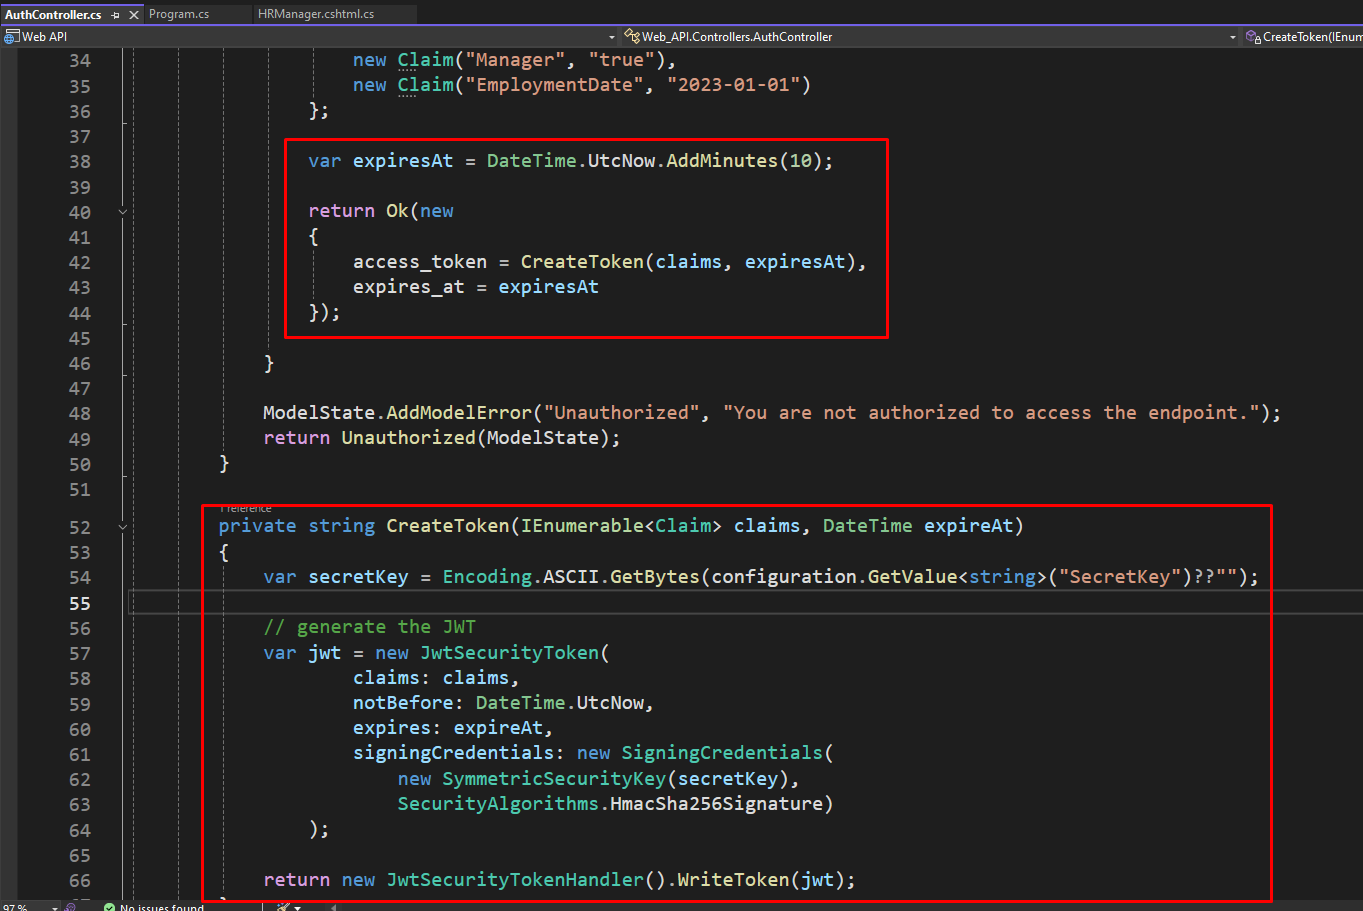 AuthController.cs
Program.cs
HRManager.cshtml.cs
Web API
Web_API.Controllers.AuthController
CreateToken(IEnum
34 new Claim("Manager", "true"),
35 new Claim("EmploymentDate", "2023-01-01")
36 };
37
38 var expiresAt = DateTime.UtcNow.AddMinutes(10);
39
40 return Ok(new
41 {
42 access_token = CreateToken(claims, expiresAt),
43 expires_at = expiresAt
44 });
45
46 }
47
48 ModelState.AddModelError("Unauthorized", "You are not authorized to access the endpoint.");
49 return Unauthorized(ModelState);
50 }
51
1 reference
52 private string CreateToken(IEnumerable<Claim> claims, DateTime expireAt)
53 {
54 var secretKey = Encoding.ASCII.GetBytes(configuration.GetValue<string>("SecretKey")??"");
55
56 // generate the JWT
57 var jwt = new JwtSecurityToken(
58 claims: claims,
59 notBefore: DateTime.UtcNow,
60 expires: expireAt,
61 signingCredentials: new SigningCredentials(
62 new SymmetricSecurityKey(secretKey),
63 SecurityAlgorithms.HmacSha256Signature)
64 );
65
66 return new JwtSecurityTokenHandler().WriteToken(jwt);
97 %
No issues found